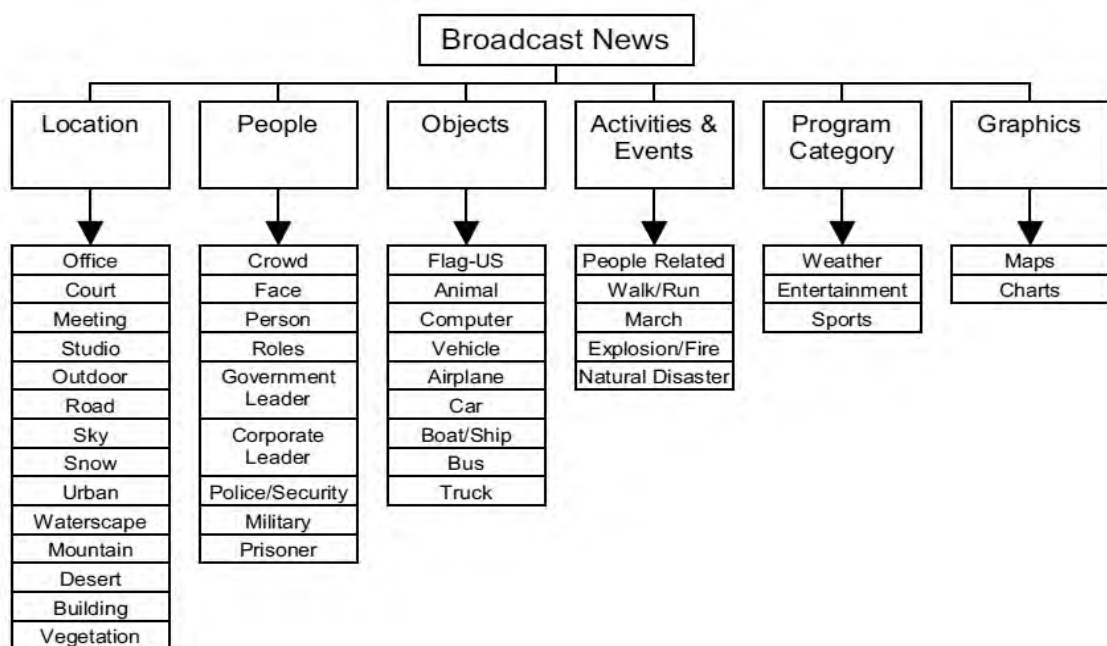 Broadcast News
Location
People
Objects
Activities &
Events
Program
Category
Graphics
Office
Court
Meeting
Studio
Outdoor
Road
Sky
Snow
Urban
Waterscape
Mountain
Desert
Building
Vegetation
Crowd
Face
Person
Roles
Government
Leader
Corporate
Leader
Police/Security
Military
Prisoner
Flag-US
Animal
Computer
Vehicle
Airplane
Car
Boat/Ship
Bus
Truck
People Related
Walk/Run
March
Explosion/Fire
Natural Disaster
Weather
Entertainment
Sports
Maps
Charts